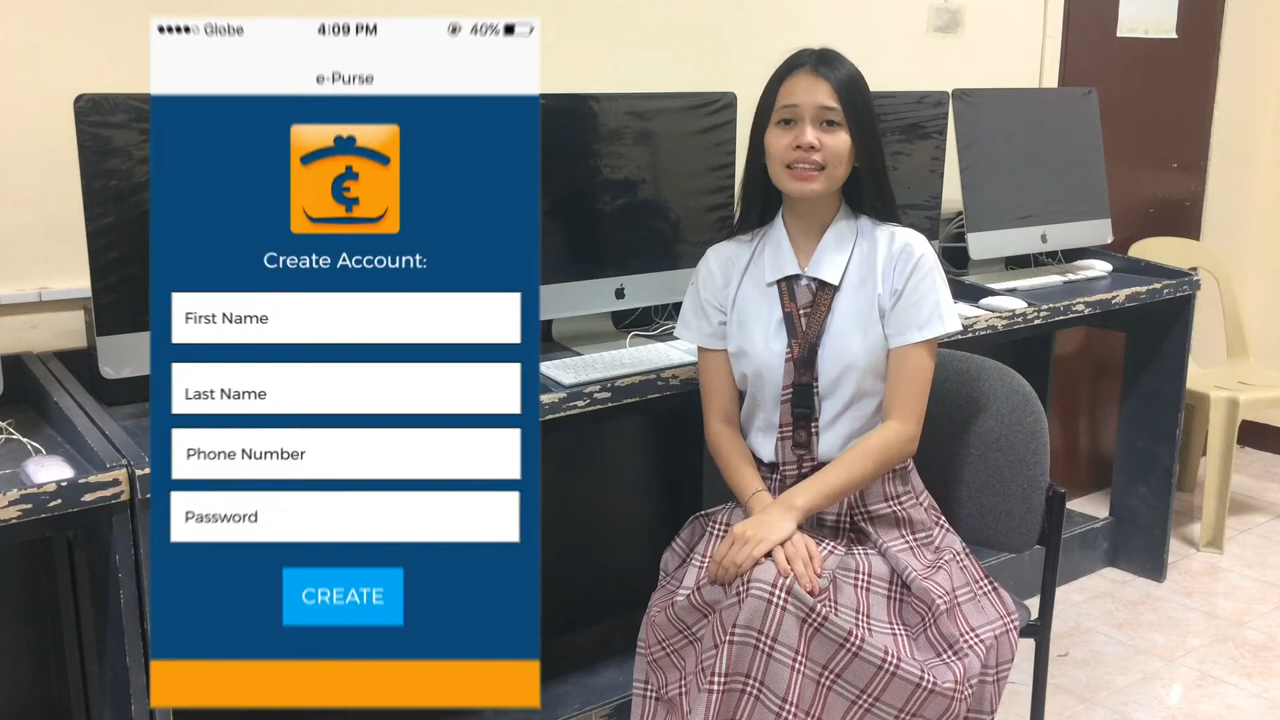 Globe 4:09 PM 40%
e-Purse
Create Account:
First Name
Last Name
Phone Number
Password
CREATE